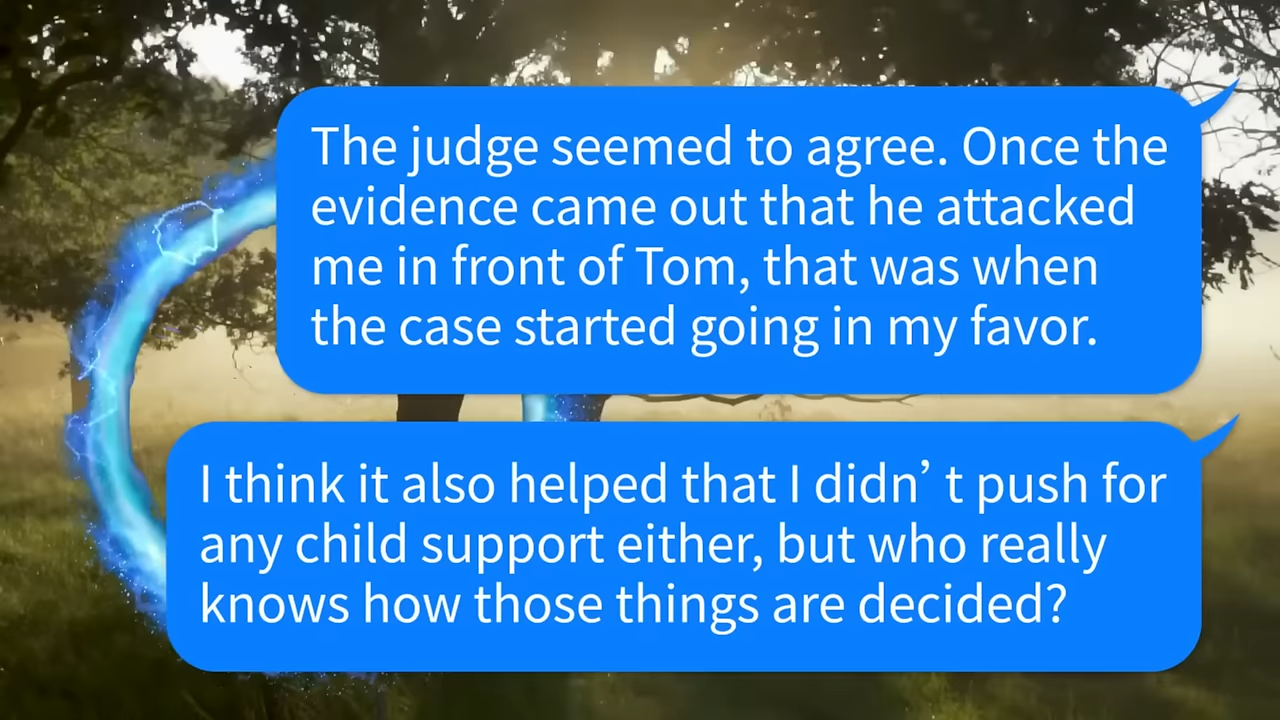 The judge seemed to agree. Once the
evidence came out that he attacked
me in front of Tom, that was when
the case started going in my favor.
I think it also helped that I didn’ t push for
any child support either, but who really
knows how those things are decided?